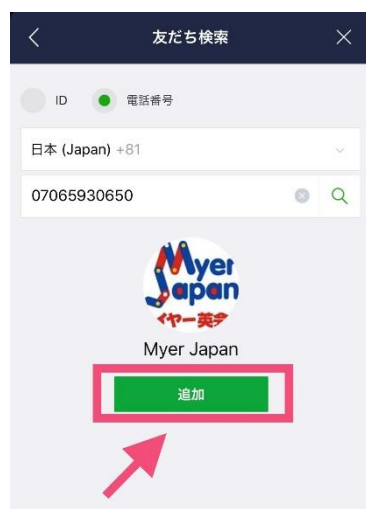 友だち検索
ID 電話番号
日本 (Japan) +81
07065930650
Myer
Japan
イヤー英会
Myer Japan
追加